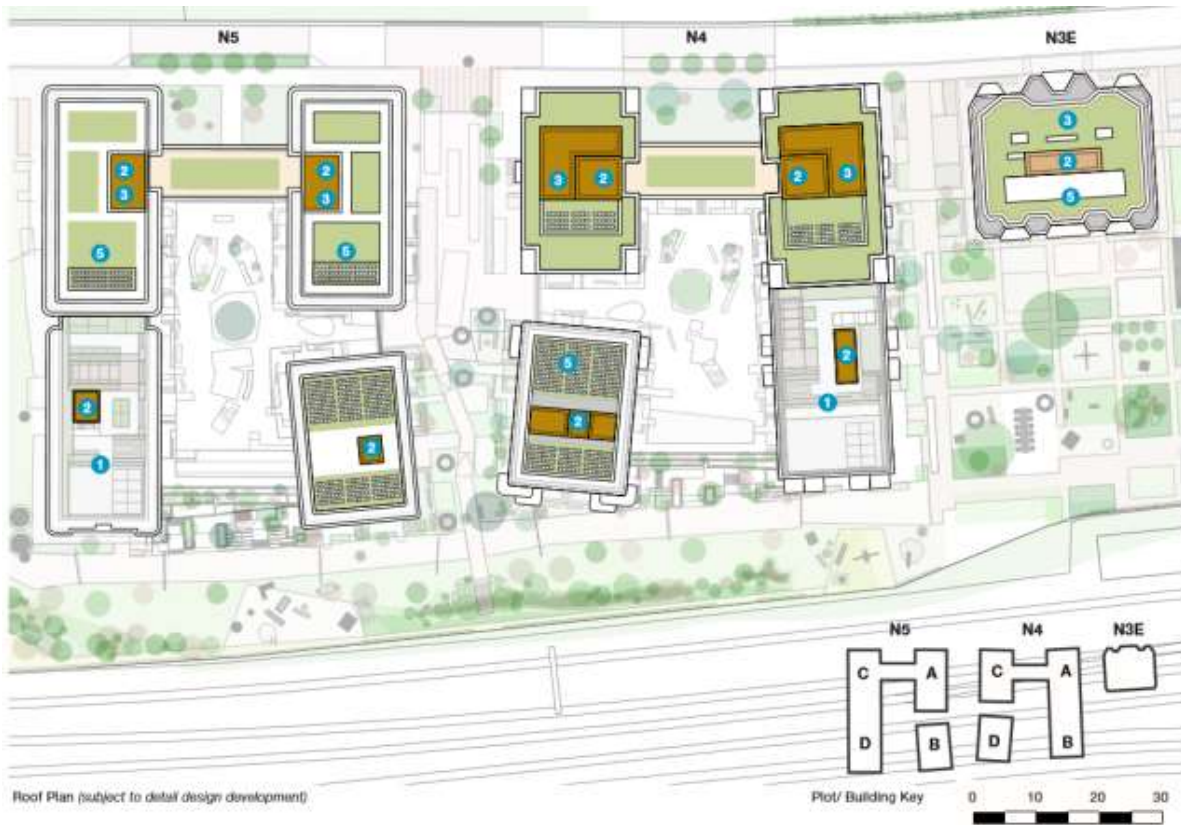 N5 N4 N3E
3
2 2 2
3 3 3 2 3
5
5 5
5
2
2
2
2
1
1
N5 N4 N3E
C A C A
D B D B
Roof Plan (subject to detail design development)
Plot/ Building Key
0 10 20 30